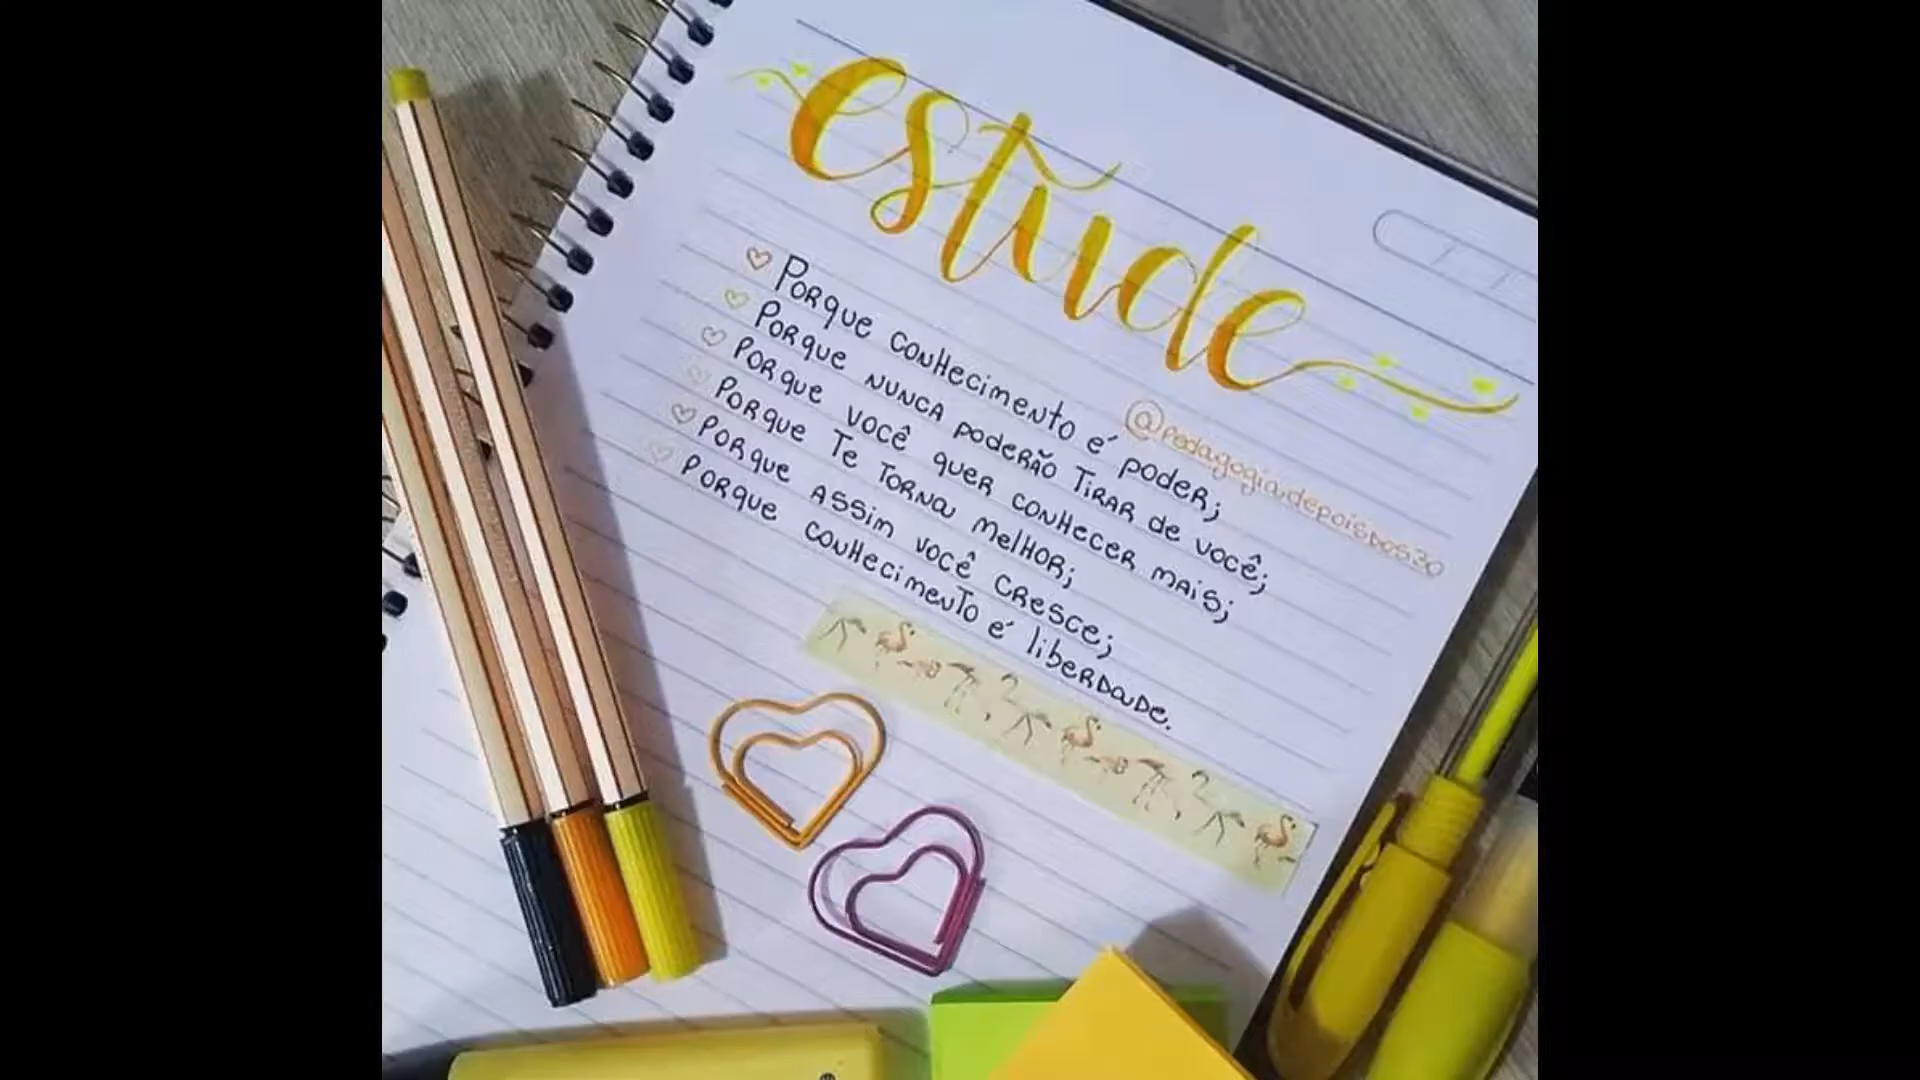 estude
♡ Porque conhecimento é poder;
♡ Porque nunca poderão tirar de você;
♡ Porque você quer conhecer mais;
♡ Porque te torna melhor;
♡ Porque assim você cresce;
♡ Porque conhecimento é liberdade.
@pedagogiadepoisdos30